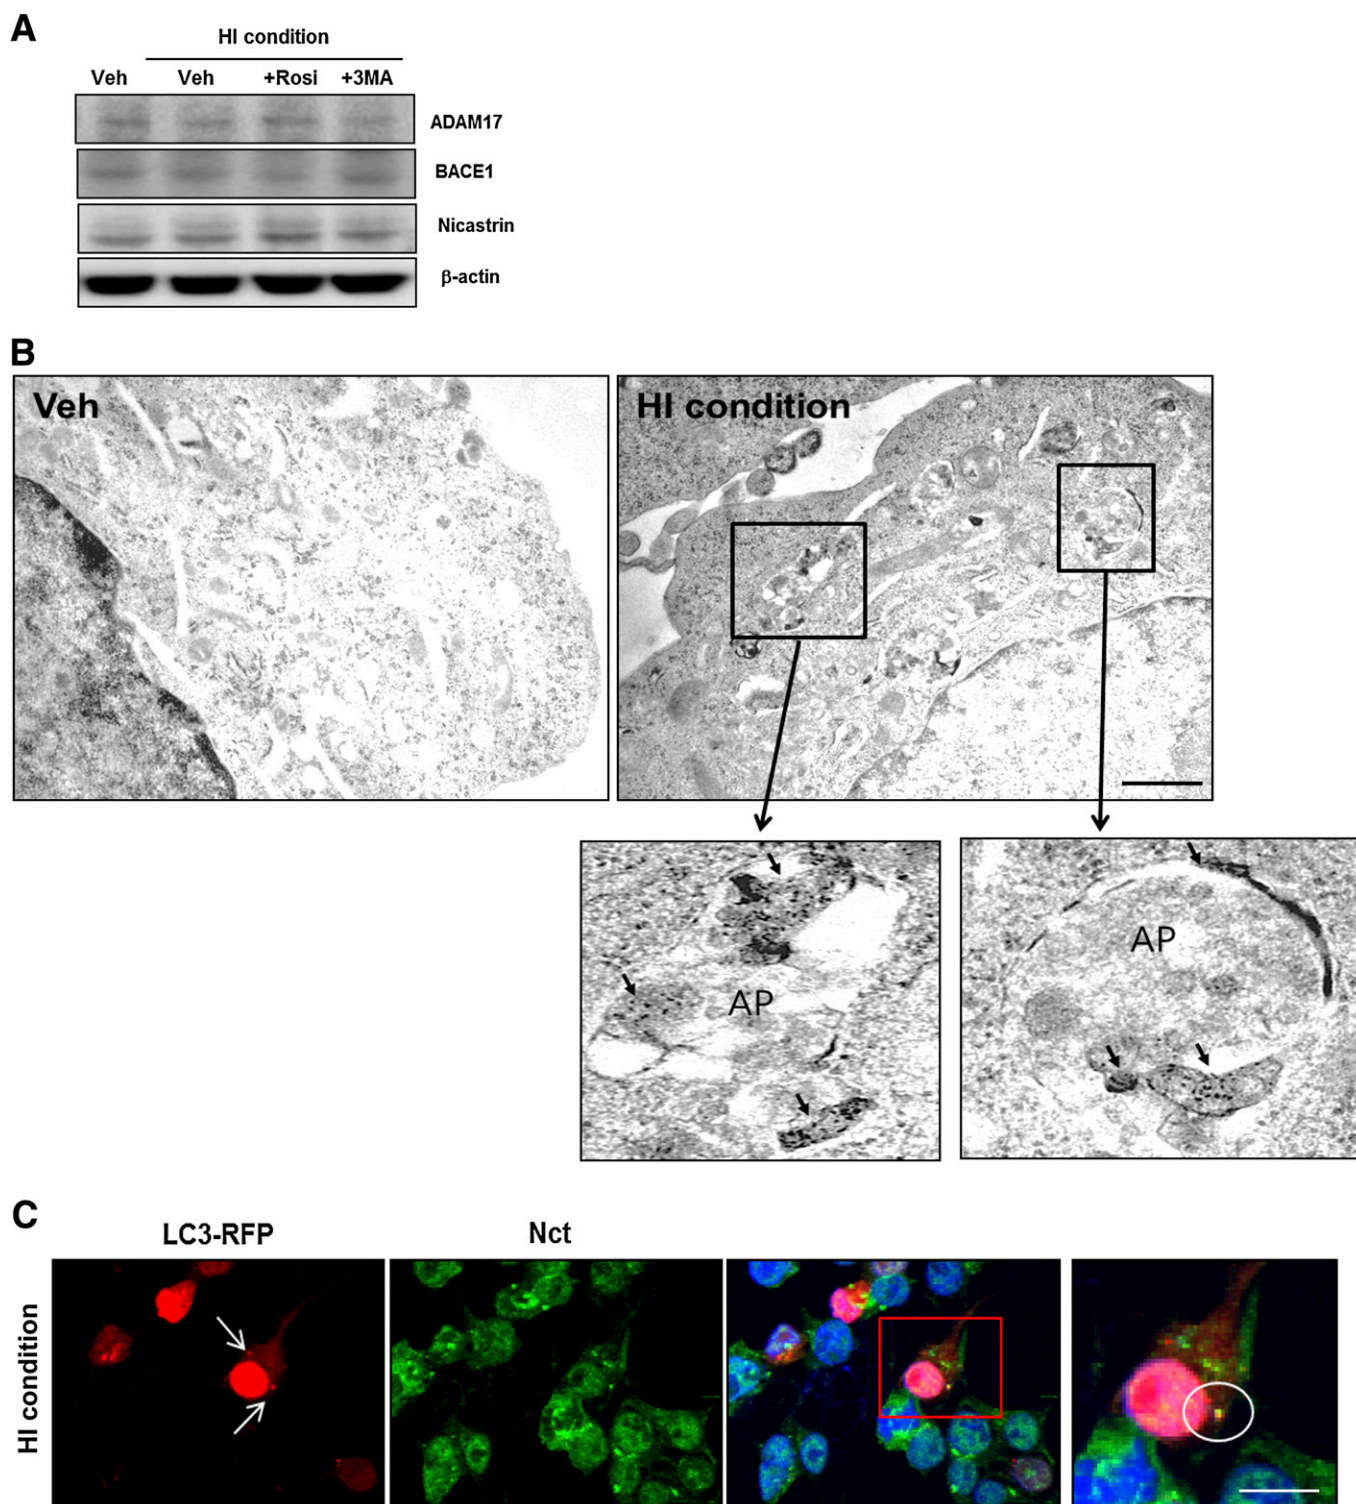 A
HI condition
Veh Veh +Rosi +3MA
ADAM17
BACE1
Nicastrin
β-actin
B
Veh
HI condition
AP
AP
C
LC3-RFP
Nct
HI condition